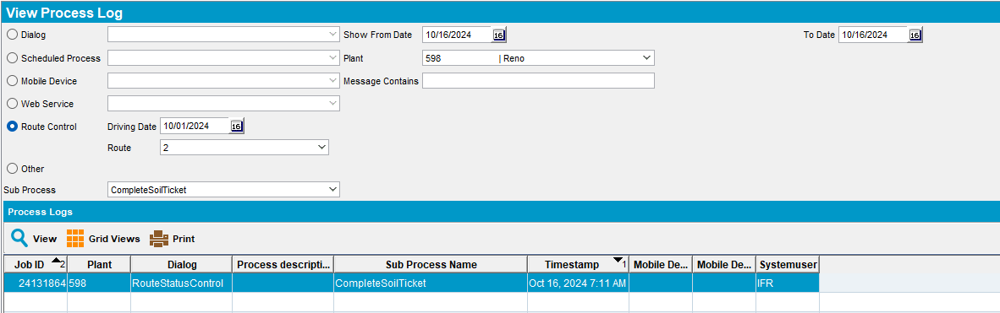 View Process Log
Dialog Show From Date 10/16/2024 16 To Date 10/16/2024 16
Scheduled Process Plant 598 | Reno
Mobile Device Message Contains
Web Service
Route Control Driving Date 10/01/2024 16
Route 2
Other
Sub Process CompleteSoilTicket
Process Logs
View Grid Views Print
Job ID 2 Plant Dialog Process descripti... Sub Process Name Timestamp 1 Mobile De... Mobile De... Systemuser
24131864 598 RouteStatusControl CompleteSoilTicket Oct 16, 2024 7:11 AM IFR